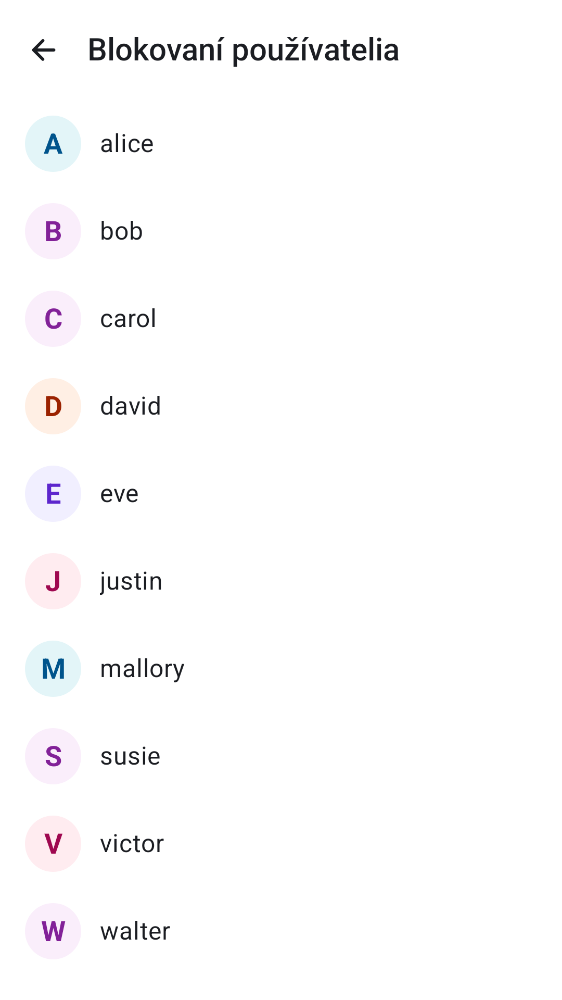 Blokovaní používatelia
A alice
B bob
C carol
D david
E eve
J justin
M mallory
S susie
V victor
W walter